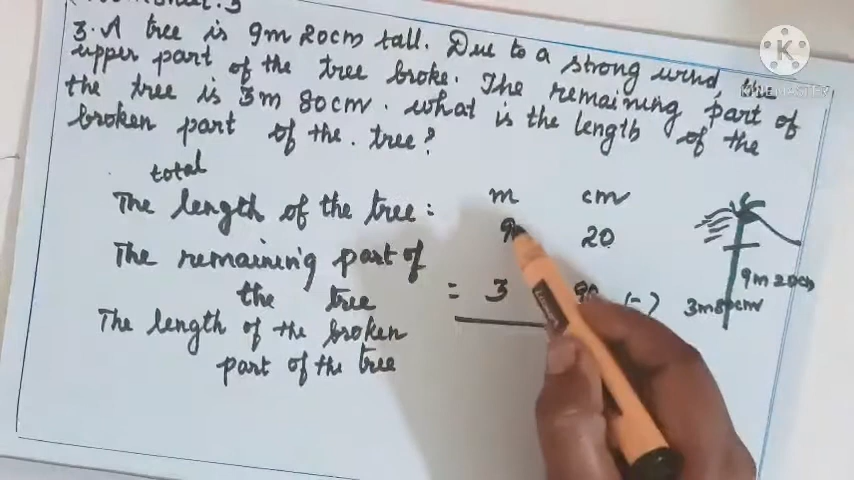 3. A tree is 9m 20cm tall. Due to a strong wind, the
upper part of the tree broke. The remaining part of
the tree is 3m 80cm. what is the length of the
broken part of the tree?
total
The length of the tree:
m cm
9 20
The remaining part of
the tree = 3 (-)
The length of the broken
part of the tree
9m 20cm
3m80cm
KINEMASTER